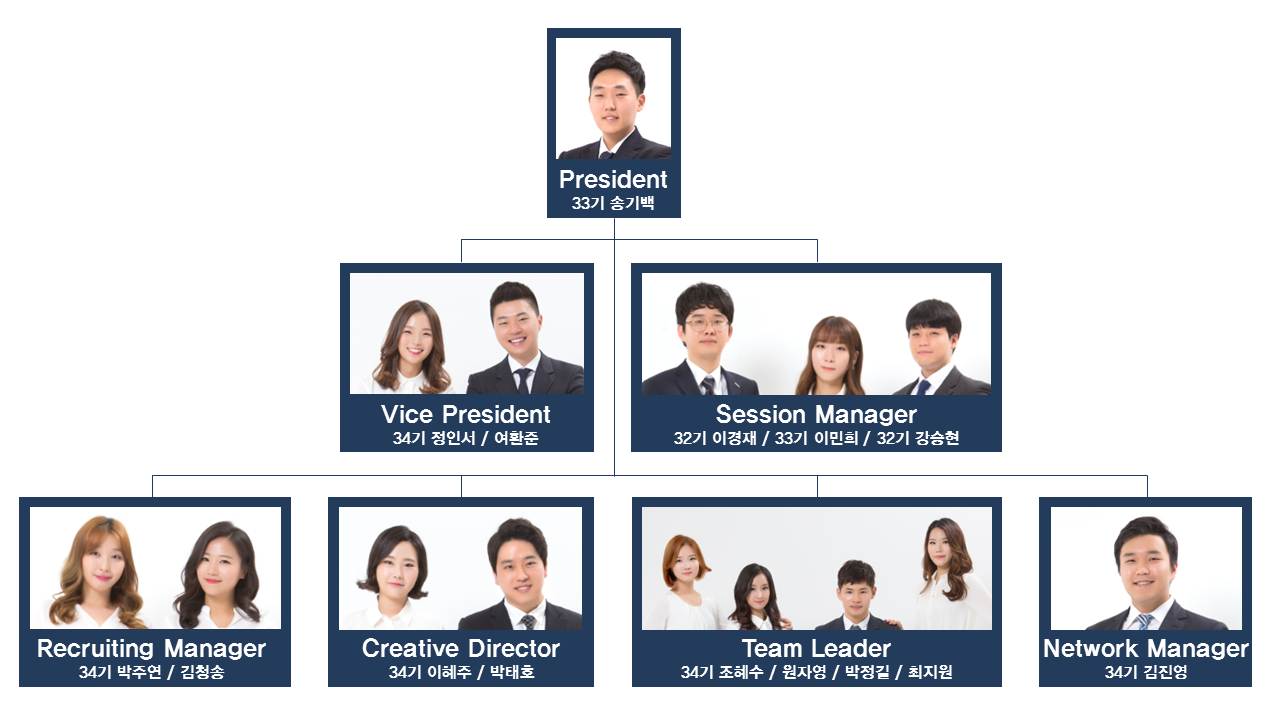 President
33기 송기백
Vice President
34기 정인서 / 여환준
Session Manager
32기 이경재 / 33기 이민희 / 32기 강승현
Recruiting Manager
34기 박주연 / 김청송
Creative Director
34기 이혜주 / 박태호
Team Leader
34기 조혜수 / 원자영 / 박정길 / 최지원
Network Manager
34기 김진영